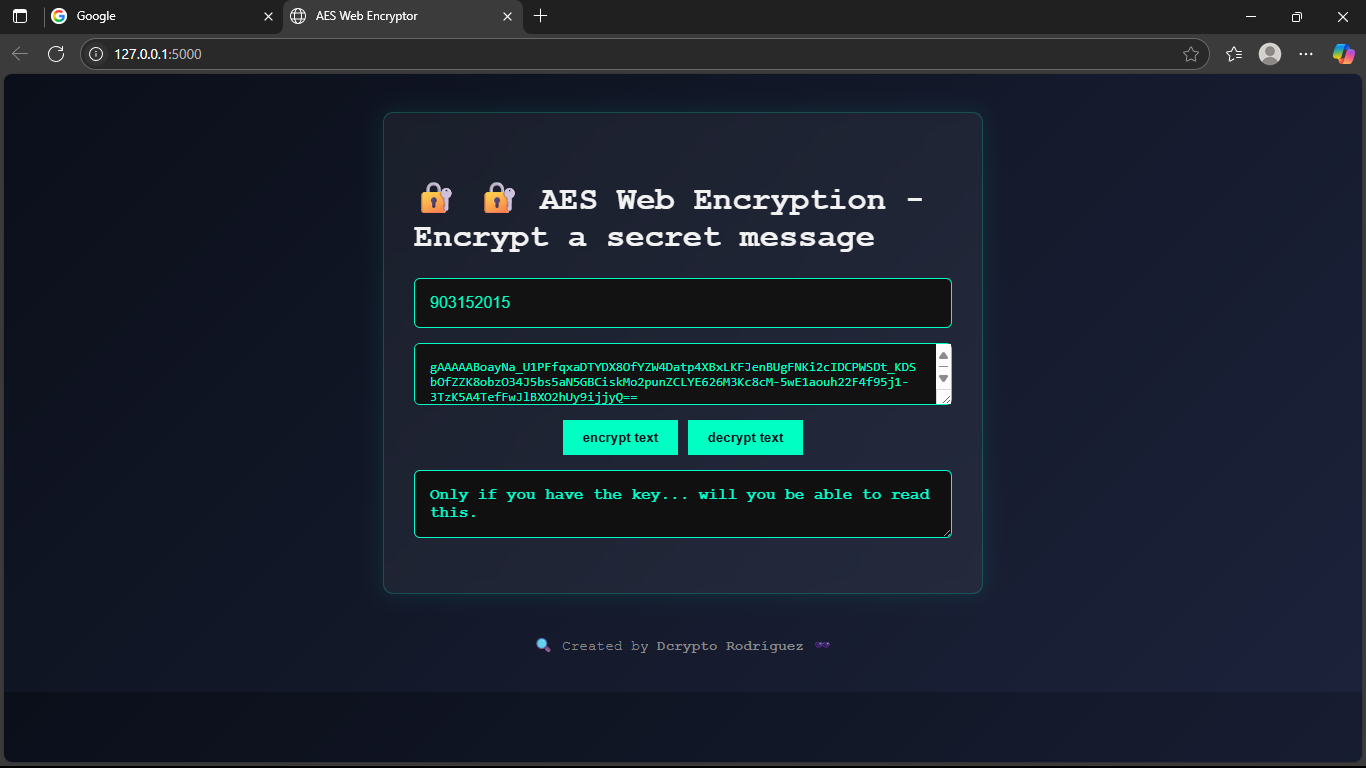 Google
AES Web Encryptor
127.0.0.1:5000
AES Web Encryption -
Encrypt a secret message
903152015
gAAAAABoayNa_U1PFfqxaDTYDX8OfYZW4Datp4XBxLKFJenBUgFNKi2cIDCPWSDt_KDS
bOfZZK8obzO34J5bs5aN5GBCiskMo2punZCLYE626M3Kc8cM-5wE1aouh22F4f95j1-
3TzK5A4TefFwJlBXO2hUy9ijjyQ==
encrypt text decrypt text
Only if you have the key... will you be able to read
this.
Created by Dcrypto Rodríguez